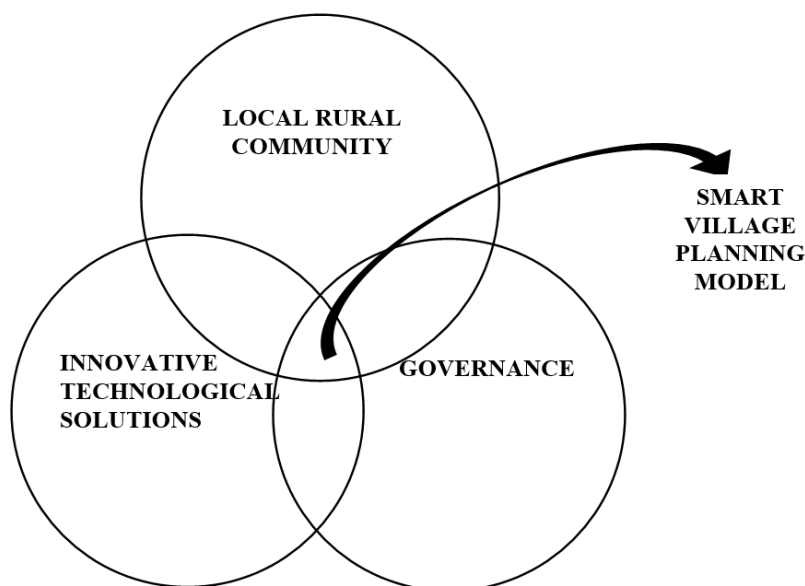 LOCAL RURAL
COMMUNITY
SMART
VILLAGE
PLANNING
MODEL
INNOVATIVE
TECHNOLOGICAL
SOLUTIONS
GOVERNANCE